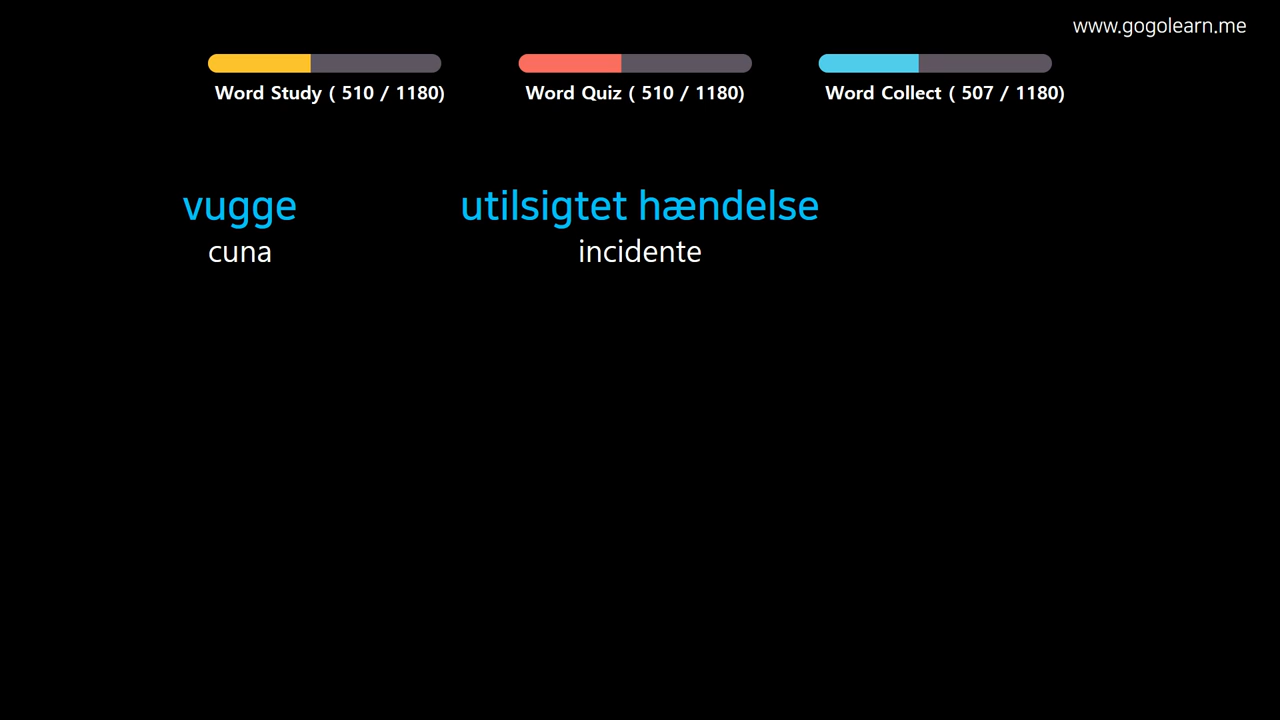 www.gogolearn.me
Word Study ( 510 / 1180)
Word Quiz ( 510 / 1180)
Word Collect ( 507 / 1180)
vugge
cuna
utilsigtet hændelse
incidente